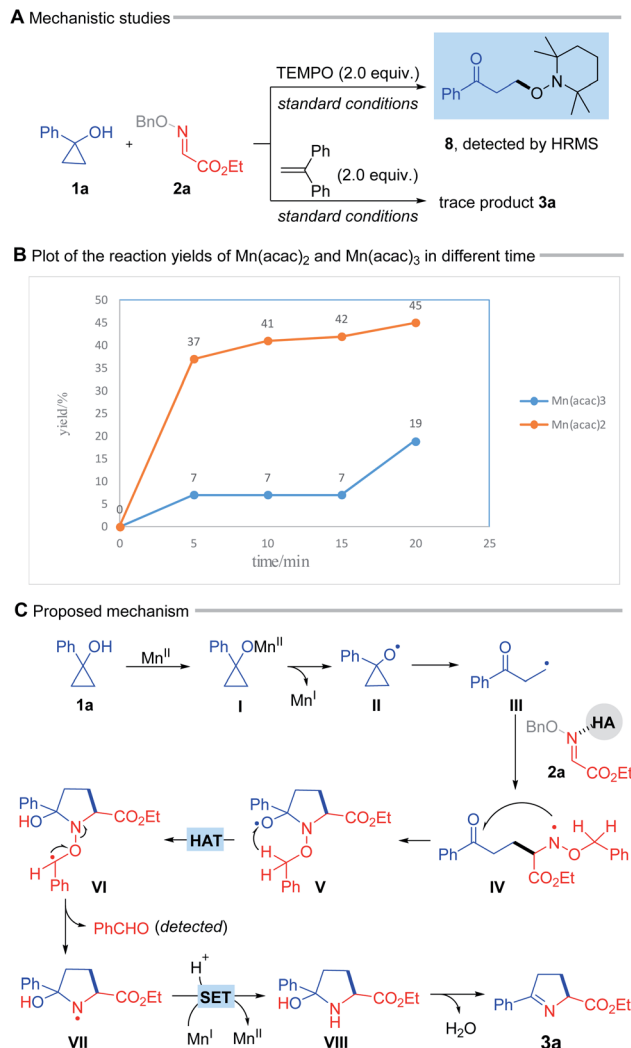 A Mechanistic studies
Ph OH
1a
+
BnO N CO2Et
2a
TEMPO (2.0 equiv.)
standard conditions
O Ph O N
8, detected by HRMS
Ph Ph (2.0 equiv.)
standard conditions
trace product 3a
B Plot of the reaction yields of Mn(acac)2 and Mn(acac)3 in different time
yield/%
50
45
40
35
30
25
20
15
10
5
0
0 37 41 42 45
7 7 7 19
0 5 10 15 20 25
time/min
Mn(acac)3
Mn(acac)2
C Proposed mechanism
Ph OH
1a
MnII
Ph OMnII
I
MnI
Ph O•
II
O Ph •
III
BnO N HA CO2Et
2a
Ph HO N CO2Et O H Ph
VI
HAT
Ph •O N CO2Et O H Ph
V
O Ph N O H H Ph CO2Et
IV
PhCHO (detected)
Ph HO N • CO2Et
VII
H+
SET
MnI MnII
Ph HO N H CO2Et
VIII
H2O
Ph N CO2Et
3a